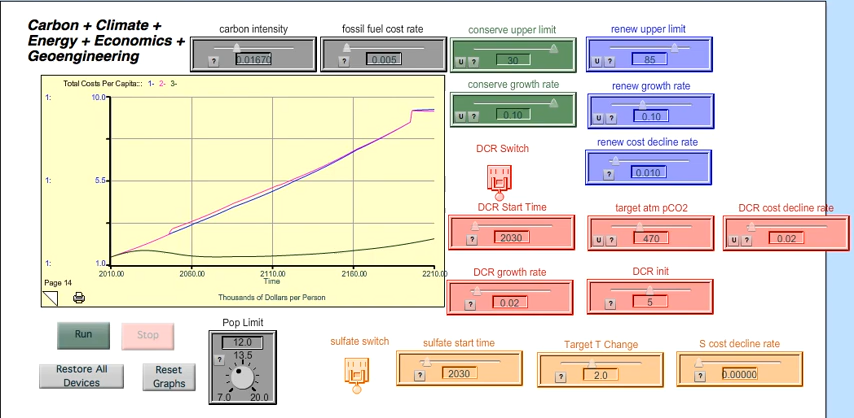 Carbon + Climate +
Energy + Economics +
Geoengineering
carbon intensity
? 0.01670
fossil fuel cost rate
? 0.005
conserve upper limit
U ? 30
renew upper limit
U ? 85
conserve growth rate
U ? 0.10
renew growth rate
U ? 0.10
renew cost decline rate
? 0.010
Total Costs Per Capita::: 1- 2- 3-
1: 10.0
1: 5.5
1: 1.0
2010.00 2060.00 2110.00 2160.00 2210.00
Page 14
Time
Thousands of Dollars per Person
DCR Switch
DCR Start Time
? 2030
target atm pCO2
U ? 470
DCR cost decline rate
U ? 0.02
DCR growth rate
? 0.02
DCR init
? 5
Run
Stop
Restore All
Devices
Reset
Graphs
Pop Limit
12.0
? 13.5
7.0 20.0
sulfate switch
sulfate start time
? 2030
Target T Change
? 2.0
S cost decline rate
? 0.00000